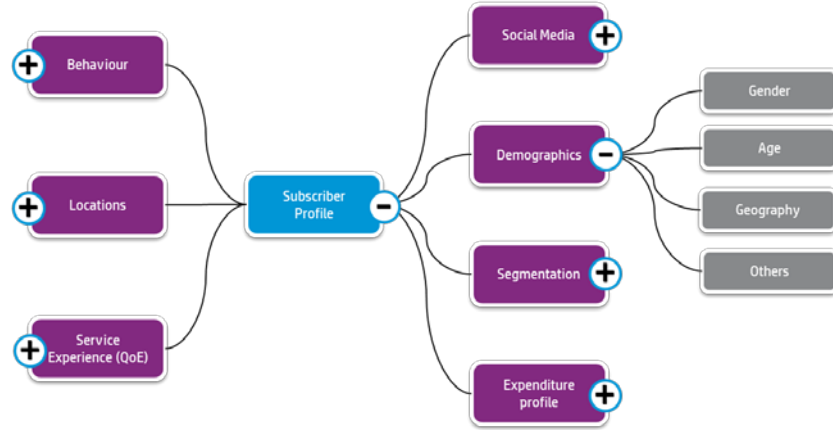 Behaviour
Locations
Service
Experience (QoE)
Subscriber
Profile
Social Media
Demographics
Segmentation
Expenditure
profile
Gender
Age
Geography
Others